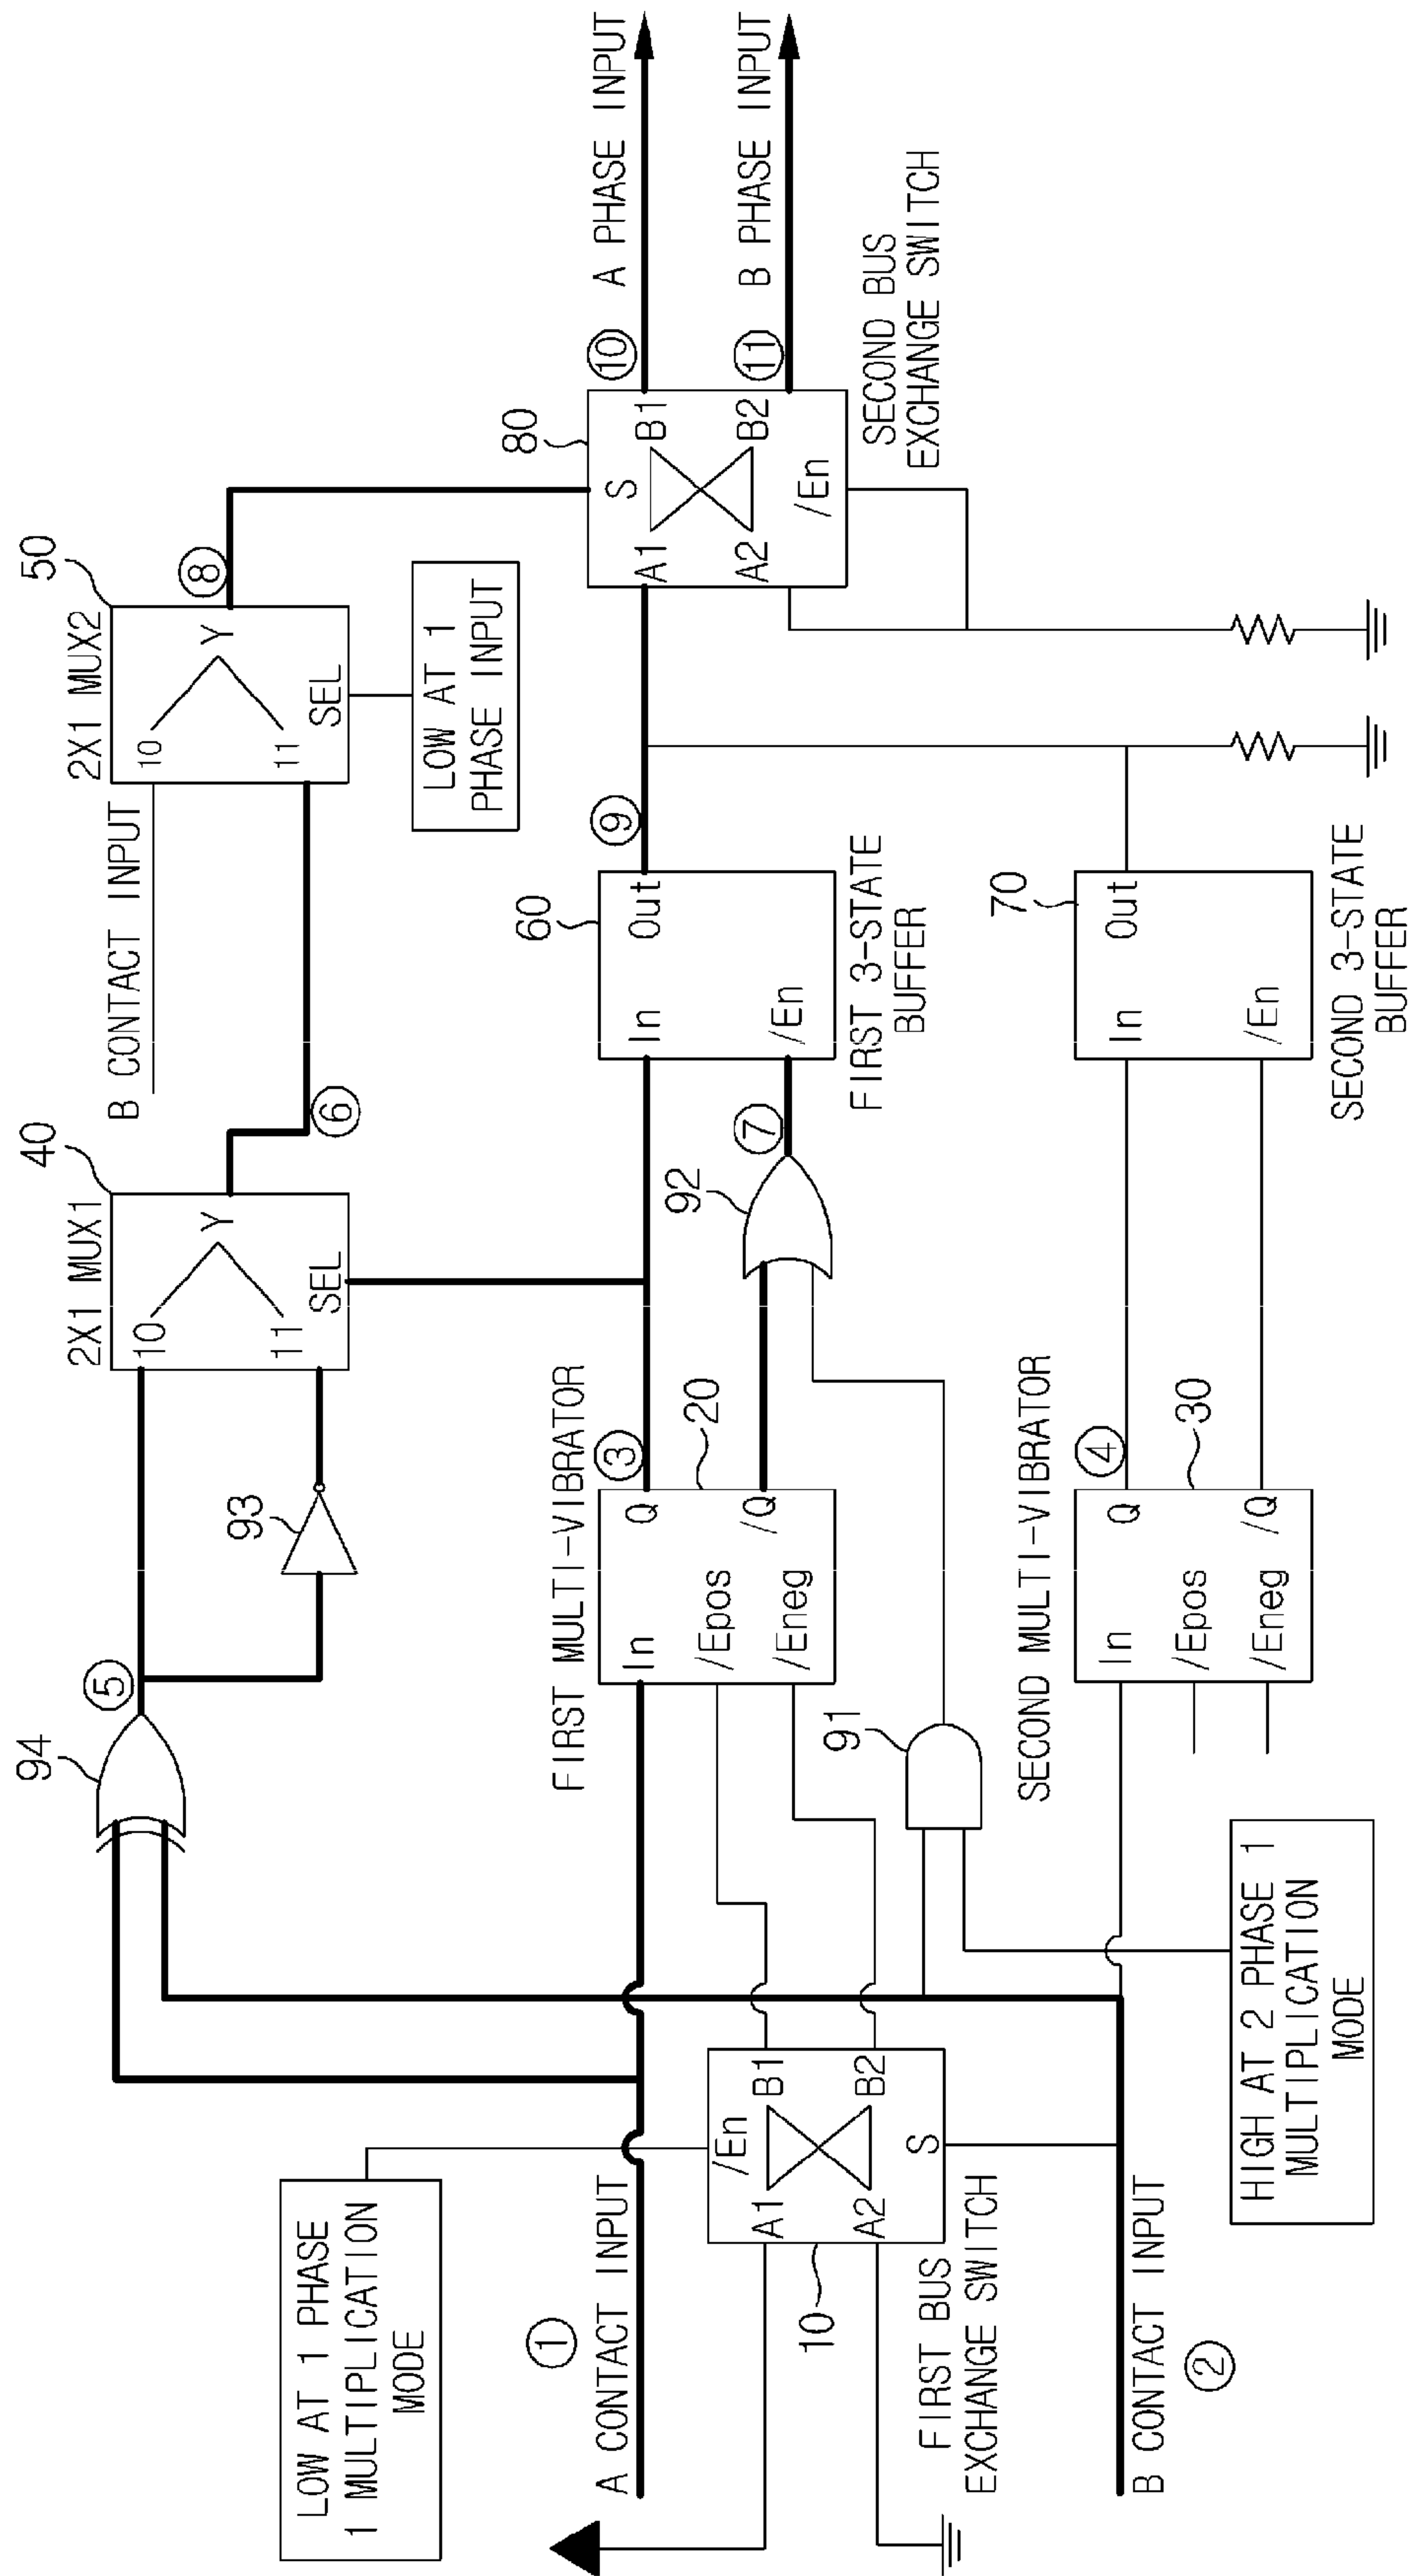 LOW AT 1 PHASE
1 MULTIPLICATION
MODE
1
A CONTACT INPUT
/En
A1
B1
A2
B2
S
10
FIRST BUS
EXCHANGE SWITCH
B CONTACT INPUT
2
94
5
93
FIRST MULTI-VIBRATOR
In
Q
/Epos
/Eneg
/Q
20
3
91
SECOND MULTI-VIBRATOR
In
Q
/Epos
/Eneg
/Q
30
4
HIGH AT 2 PHASE 1
MULTIPLICATION
MODE
2X1 MUX1
40
10
Y
11
SEL
6
92
7
B CONTACT INPUT
2X1 MUX2
50
10
Y
11
SEL
8
LOW AT 1
PHASE INPUT
60
In
Out
/En
FIRST 3-STATE
BUFFER
9
70
In
Out
/En
SECOND 3-STATE
BUFFER
80
S
A1
B1
A2
B2
/En
SECOND BUS
EXCHANGE SWITCH
10
A PHASE INPUT
11
B PHASE INPUT